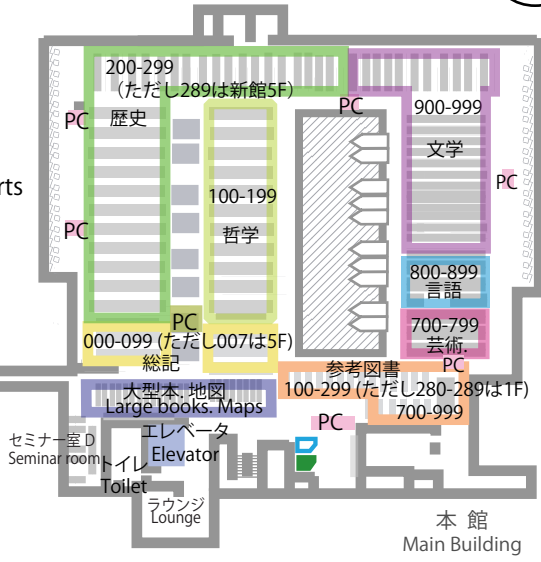 200-299
（ただし289は新館5F）
歴史
PC
PC
900-999
文学
PC
rts
100-199
哲学
PC
800-899
言語
PC
000-099 (ただし007は5F)
総記
700-799
芸術.
PC
参考図書
100-299 (ただし280-289は1F)
700-999
大型本. 地図
Large books. Maps
PC
エレベータ
Elevator
セミナー室 D
Seminar room
トイレ
Toilet
ラウンジ
Lounge
本 館
Main Building